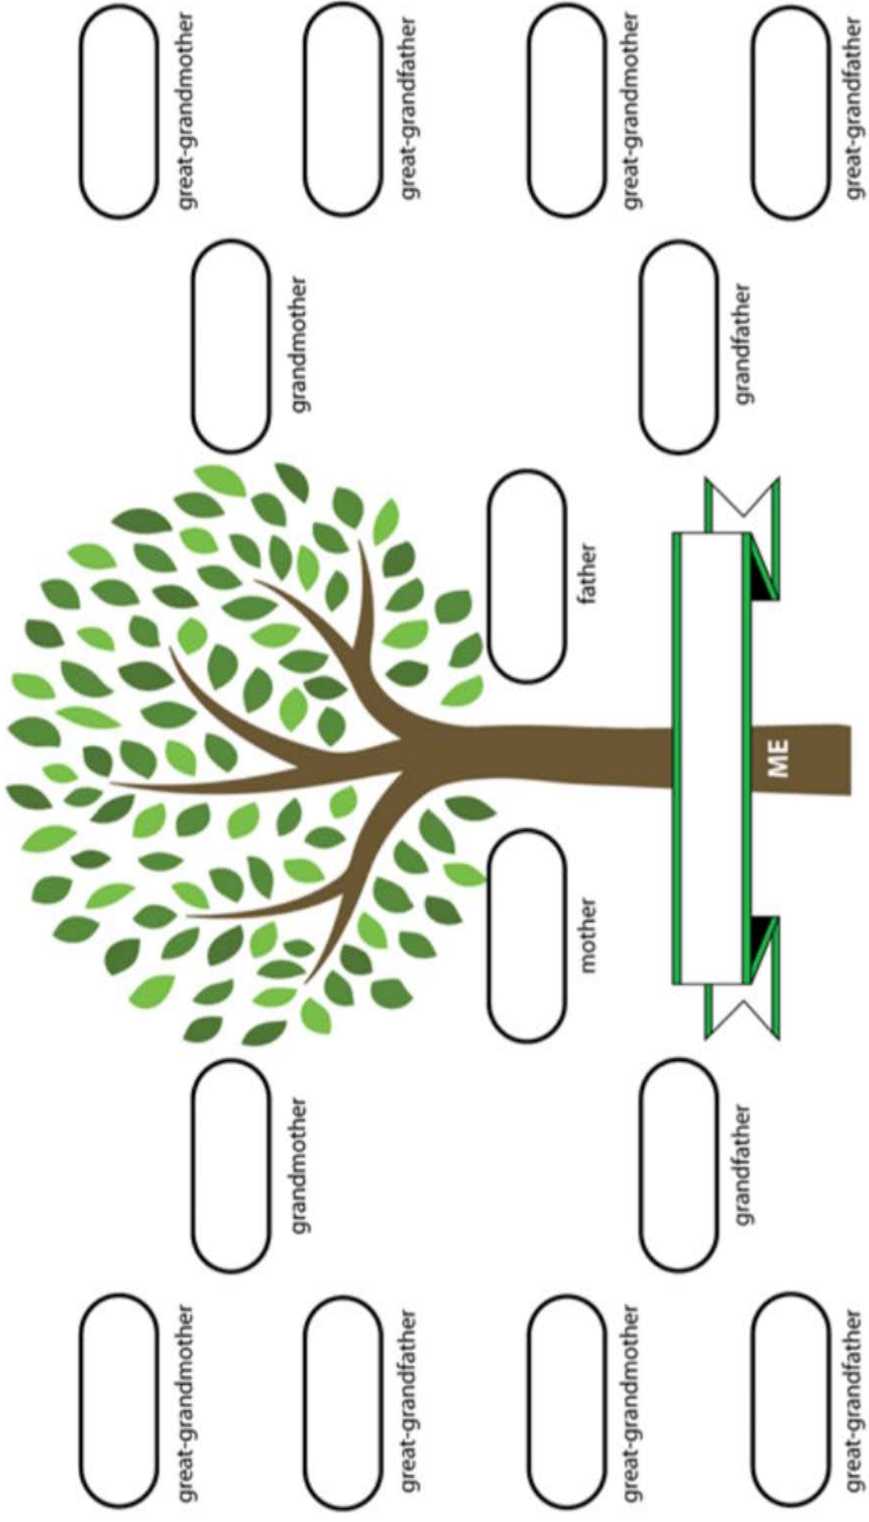 great-grandmother
great-grandmother
grandmother
grandmother
great-grandfather
great-grandfather
mother
father
great-grandmother
great-grandmother
grandfather
grandfather
ME
great-grandfather
great-grandfather